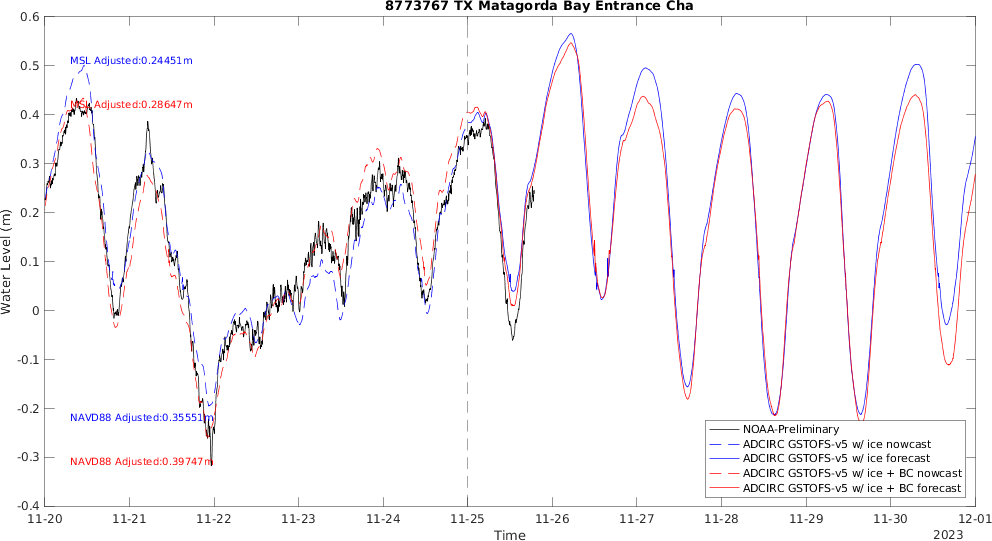 8773767 TX Matagorda Bay Entrance Cha
0.6
0.5
0.4
0.3
0.2
0.1
0
-0.1
-0.2
-0.3
-0.4
Water Level (m)
MSL Adjusted:0.24451m
MSL Adjusted:0.28647m
NAVD88 Adjusted:0.35551m
NAVD88 Adjusted:0.39747m
NOAA-Preliminary
ADCIRC GSTOFS-v5 w/ ice nowcast
ADCIRC GSTOFS-v5 w/ ice forecast
ADCIRC GSTOFS-v5 w/ ice + BC nowcast
ADCIRC GSTOFS-v5 w/ ice + BC forecast
11-20 11-21 11-22 11-23 11-24 11-25 11-26 11-27 11-28 11-29 11-30 12-01
Time
2023